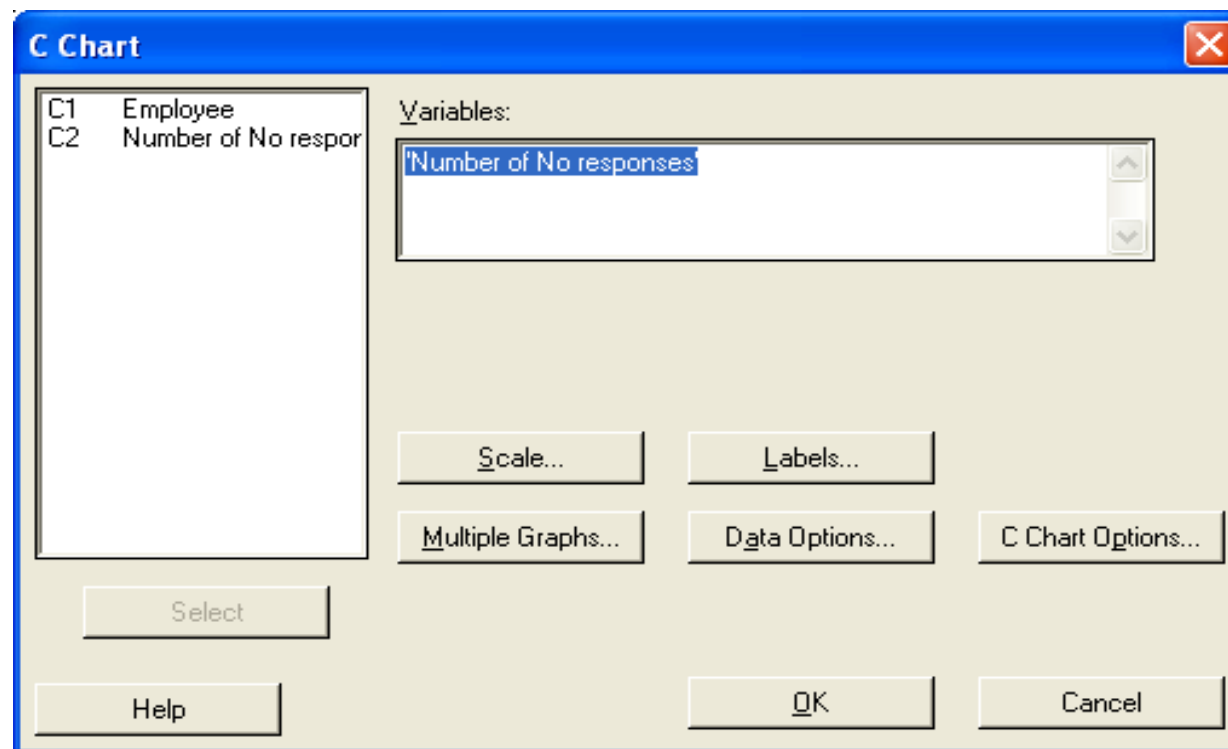 C Chart
C1 Employee
C2 Number of No respor
Variables:
'Number of No responses'
Scale...
Labels...
Multiple Graphs...
Data Options...
C Chart Options...
Select
Help
OK
Cancel